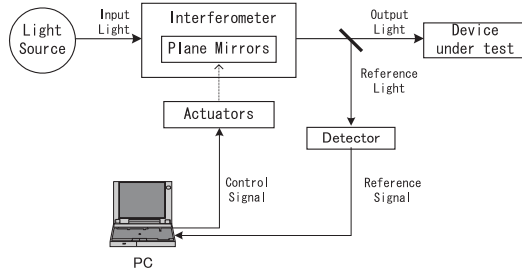 Light
Source
Input
Light
Interferometer
Plane Mirrors
Output
Light
Device
under test
Reference
Light
Actuators
Detector
Control
Signal
Reference
Signal
PC